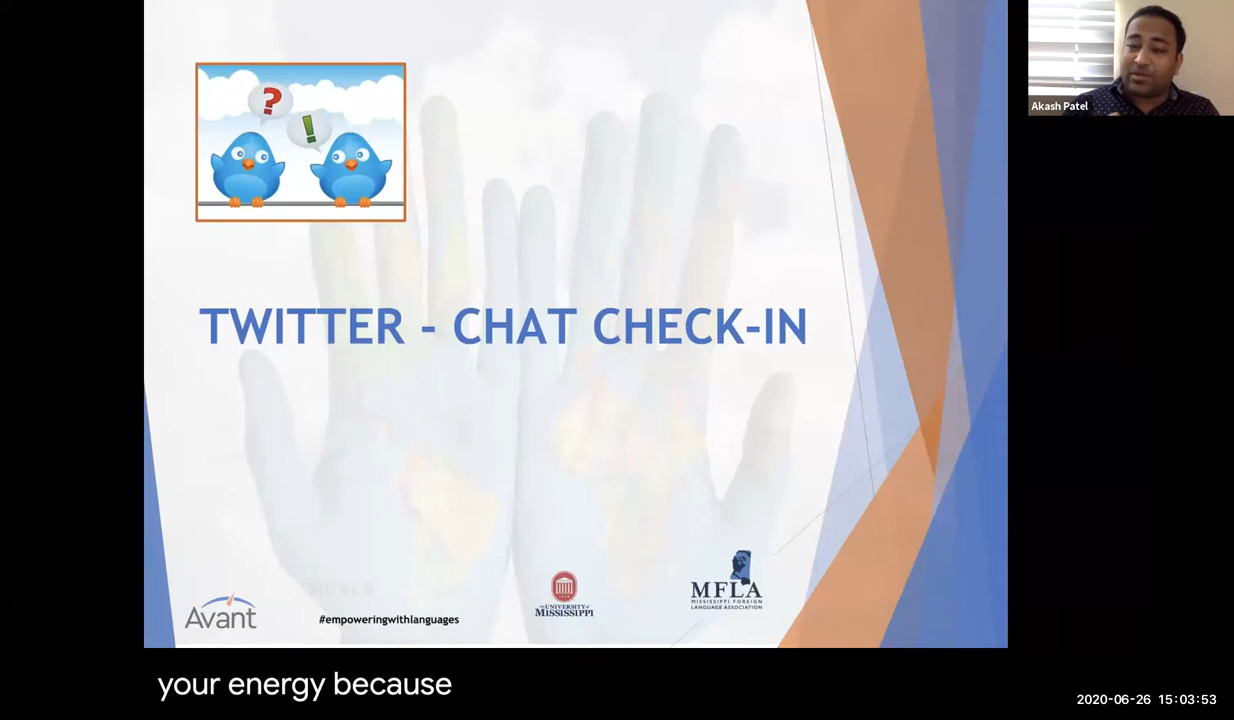 ?
!
Akash Patel
TWITTER - CHAT CHECK-IN
Avant
#empoweringwithlanguages
THE UNIVERSITY of
MISSISSIPPI
MFLA
MISSISSIPPI FOREIGN
LANGUAGE ASSOCIATION
your energy because
2020-06-26 15:03:53